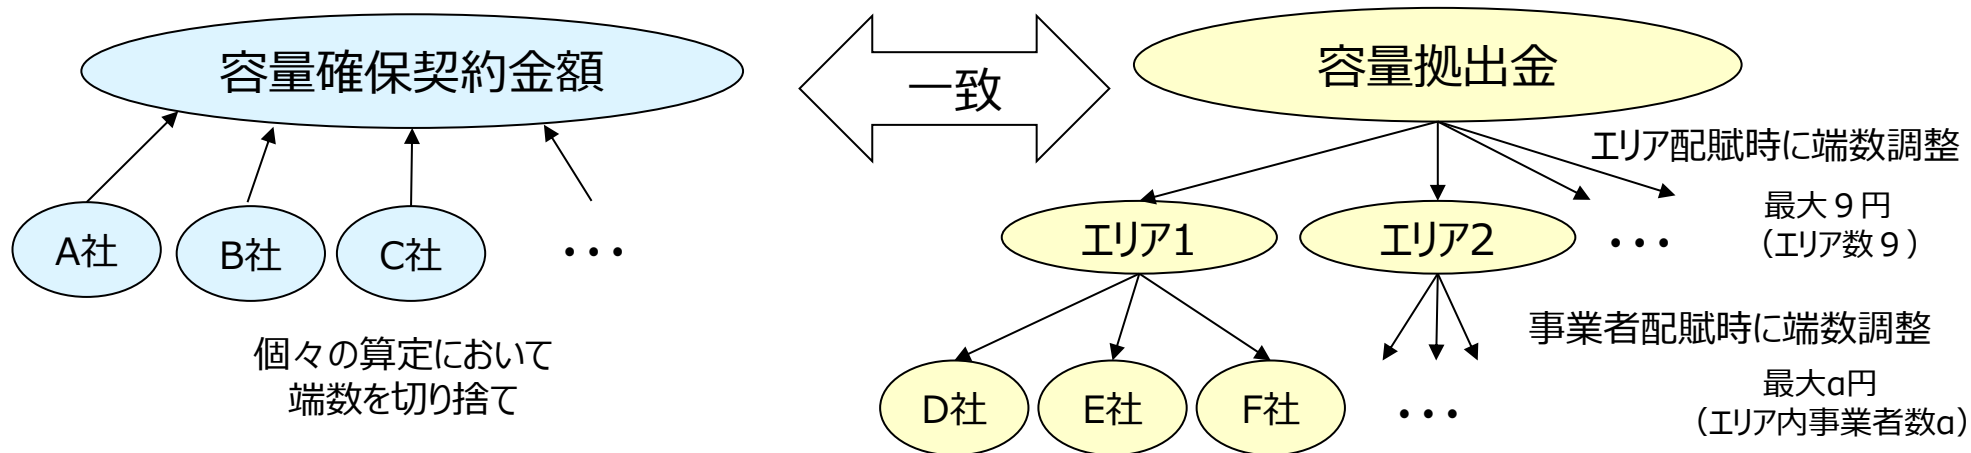 容量確保契約金額
一致
容量拠出金
エリア配賦時に端数調整
最大９円
（エリア数９）
A社
B社
C社
・・・
エリア1
エリア2
・・・
個々の算定において
端数を切り捨て
事業者配賦時に端数調整
最大α円
（エリア内事業者数α）
D社
E社
F社
・・・